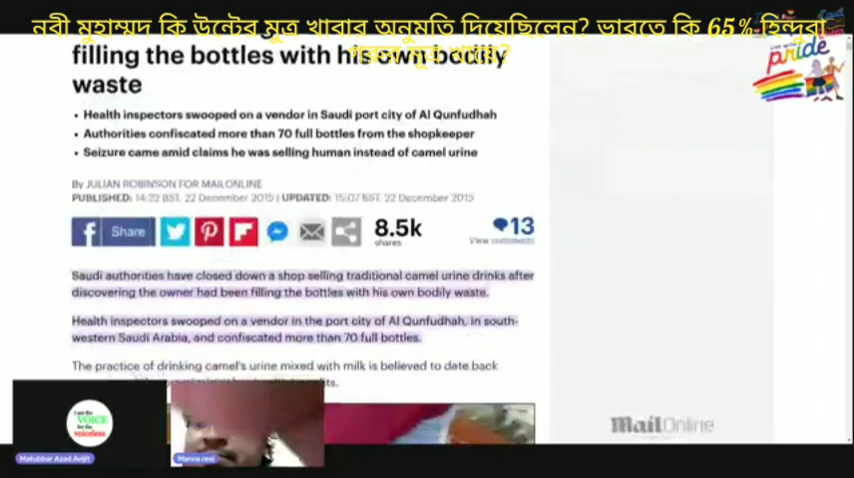 নবী মুহাম্মদ কি উন্টের মুত্র খাবার অনুমতি দিয়েছিলেন? ভারতে কি 65% হিন্দুরা
filling the bottles with his own bodily
waste
pride
• Health inspectors swooped on a vendor in Saudi port city of Al Qunfudhah
• Authorities confiscated more than 70 full bottles from the shopkeeper
• Seizure came amid claims he was selling human instead of camel urine
By JULIAN ROBINSON FOR MAILONLINE
PUBLISHED: 14:22 BST, 22 December 2015 | UPDATED: 15:07 BST, 22 December 2015
Share
8.5k
shares
13
View comments
Saudi authorities have closed down a shop selling traditional camel urine drinks after
discovering the owner had been filling the bottles with his own bodily waste.
Health inspectors swooped on a vendor in the port city of Al Qunfudhah, in south-
western Saudi Arabia, and confiscated more than 70 full bottles.
The practice of drinking camel's urine mixed with milk is believed to date back
I am the
VOICE
for the
voiceless
Matubbar Azad Avijit
MailOnline